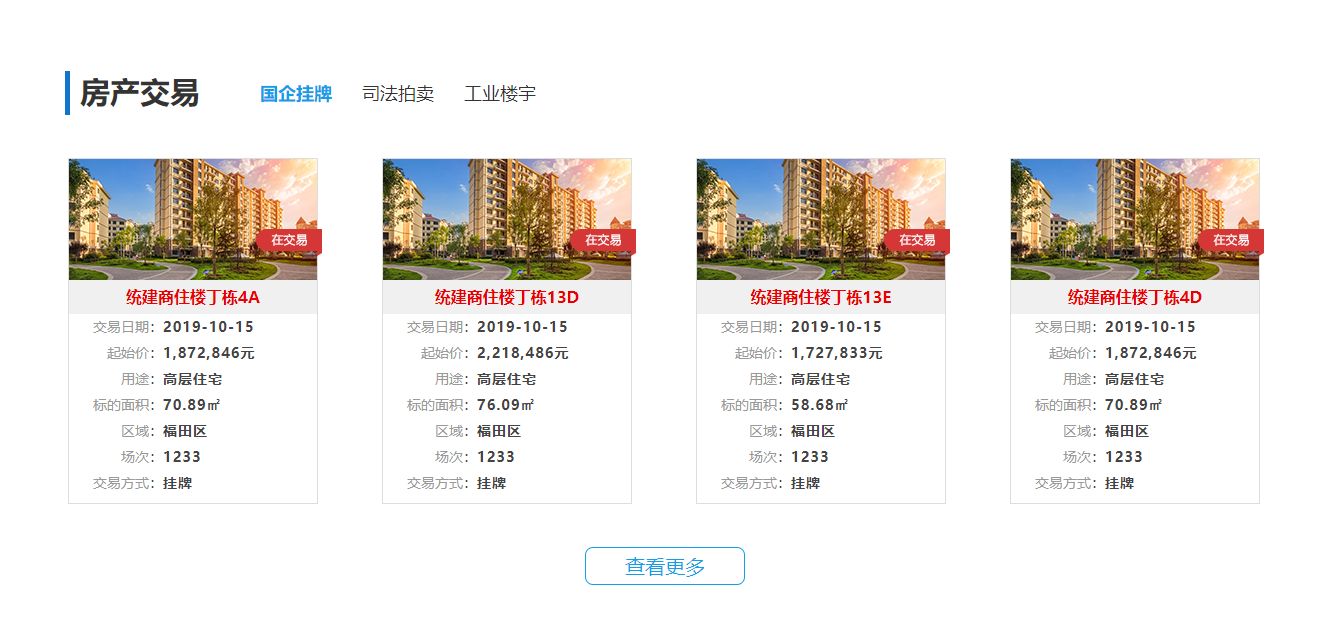 房产交易 国企挂牌 司法拍卖 工业楼宇
在交易 在交易 在交易 在交易
统建商住楼丁栋4A 统建商住楼丁栋13D 统建商住楼丁栋13E 统建商住楼丁栋4D
交易日期：2019-10-15 交易日期：2019-10-15 交易日期：2019-10-15 交易日期：2019-10-15
起始价：1,872,846元 起始价：2,218,486元 起始价：1,727,833元 起始价：1,872,846元
用途：高层住宅 用途：高层住宅 用途：高层住宅 用途：高层住宅
标的面积：70.89㎡ 标的面积：76.09㎡ 标的面积：58.68㎡ 标的面积：70.89㎡
区域：福田区 区域：福田区 区域：福田区 区域：福田区
场次：1233 场次：1233 场次：1233 场次：1233
交易方式：挂牌 交易方式：挂牌 交易方式：挂牌 交易方式：挂牌
查看更多